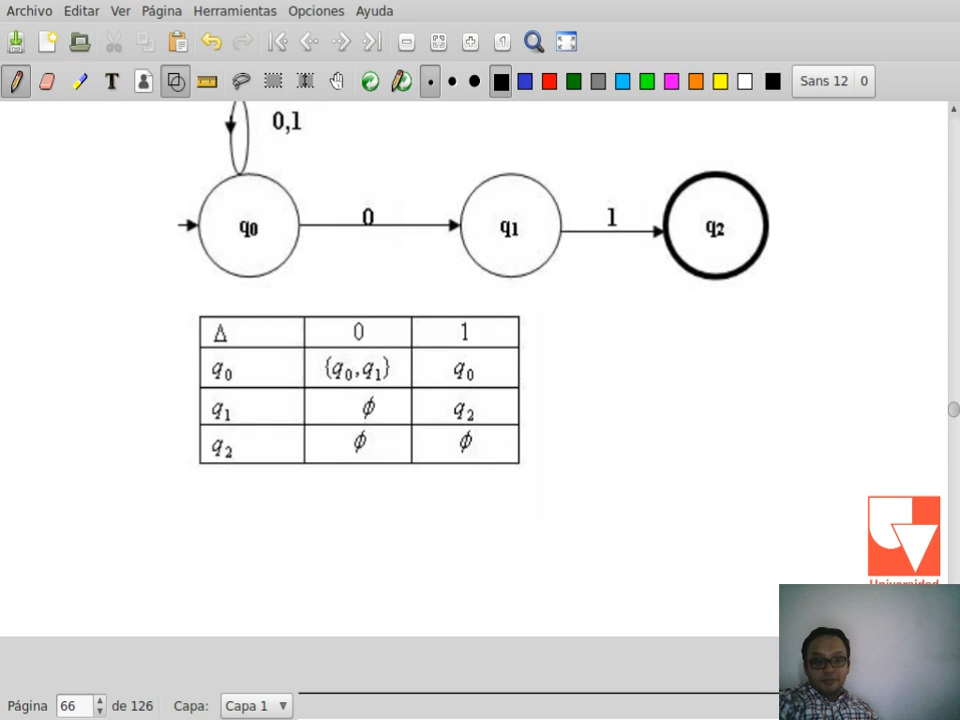 Archivo Editar Ver Página Herramientas Opciones Ayuda
T Sans 12 0
0,1
q0 0 q1 1 q2
Δ 0 1
q₀ {q₀,q₁} q₀
q₁ ϕ q₂
q₂ ϕ ϕ
Universidad
Página 66 de 126 Capa: Capa 1